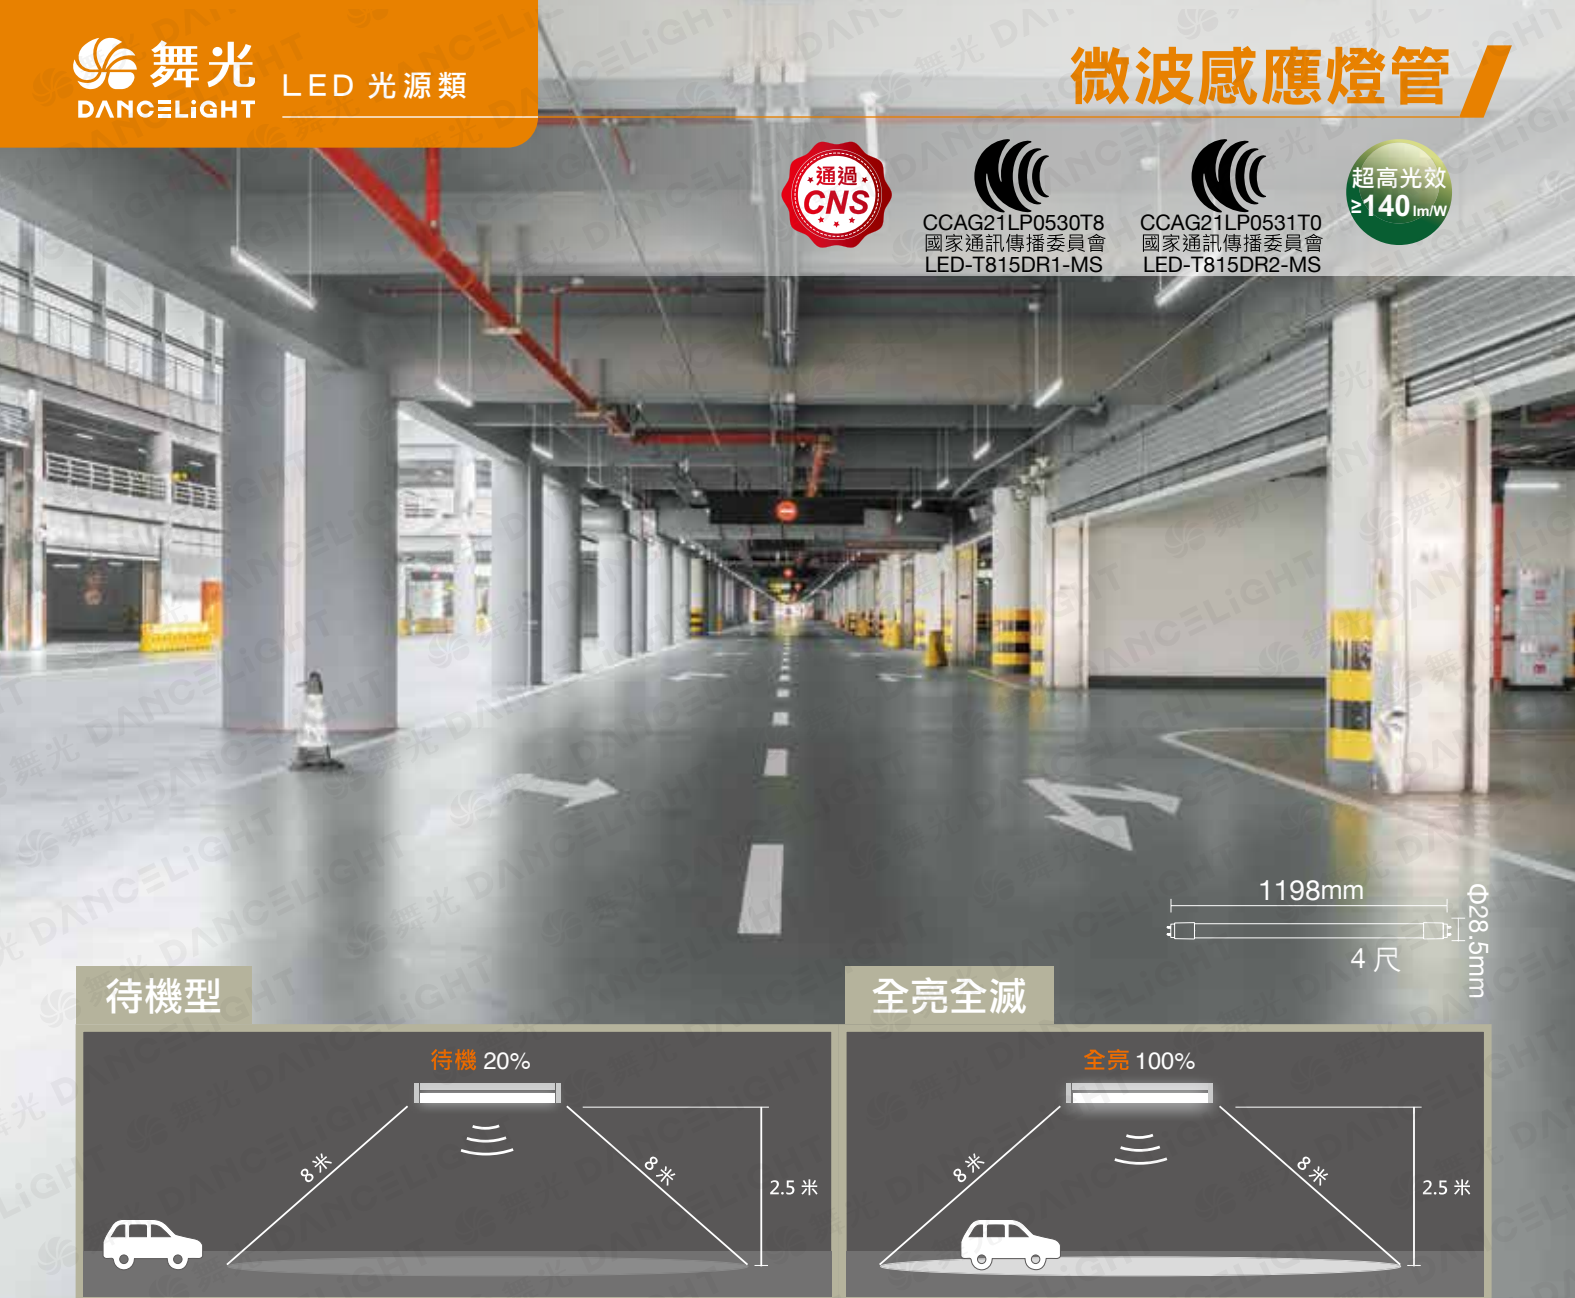 舞光
DANCELiGHT
LED 光源類
微波感應燈管
通過
CNS
CCAG21LP0530T8
國家通訊傳播委員會
LED-T815DR1-MS
CCAG21LP0531T0
國家通訊傳播委員會
LED-T815DR2-MS
超高光效
≥140 lm/W
1198mm
Φ28.5mm
4 尺
待機型
待機 20%
8 米
8 米
2.5 米
全亮全滅
全亮 100%
8 米
8 米
2.5 米